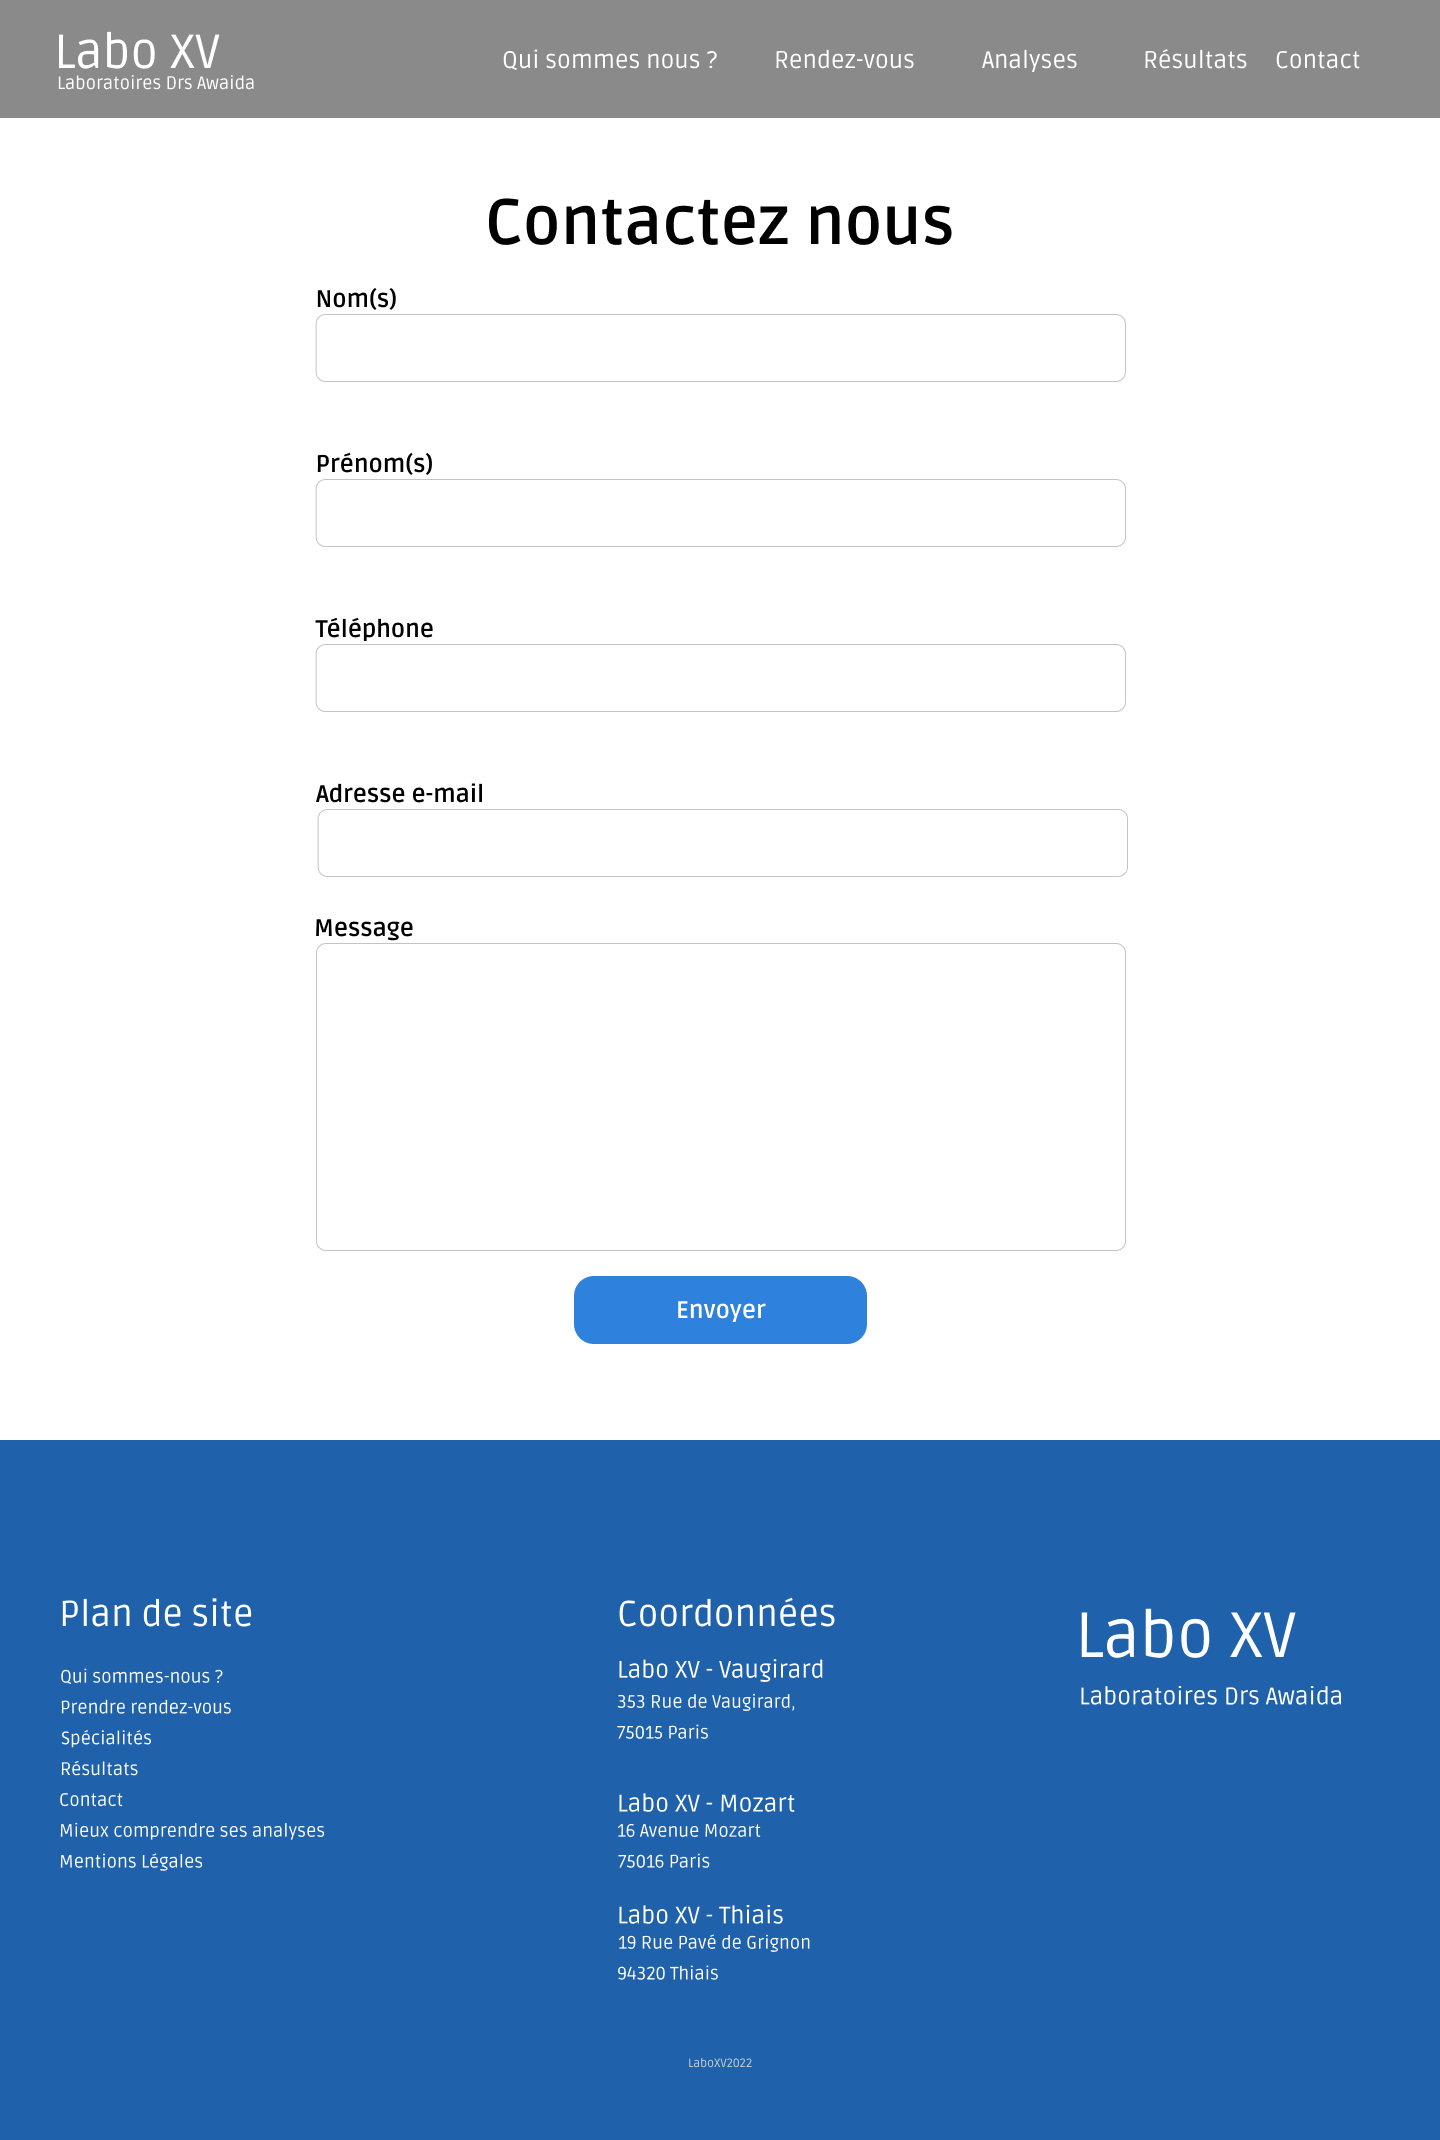 Labo XV
Laboratoires Drs Awaida
Qui sommes nous ?
Rendez-vous
Analyses
Résultats
Contact
Contactez nous
Nom(s)
Prénom(s)
Téléphone
Adresse e-mail
Message
Envoyer
Plan de site
Qui sommes-nous ?
Prendre rendez-vous
Spécialités
Résultats
Contact
Mieux comprendre ses analyses
Mentions Légales
Coordonnées
Labo XV - Vaugirard
353 Rue de Vaugirard,
75015 Paris
Labo XV - Mozart
16 Avenue Mozart
75016 Paris
Labo XV - Thiais
19 Rue Pavé de Grignon
94320 Thiais
Labo XV
Laboratoires Drs Awaida
LaboXV2022